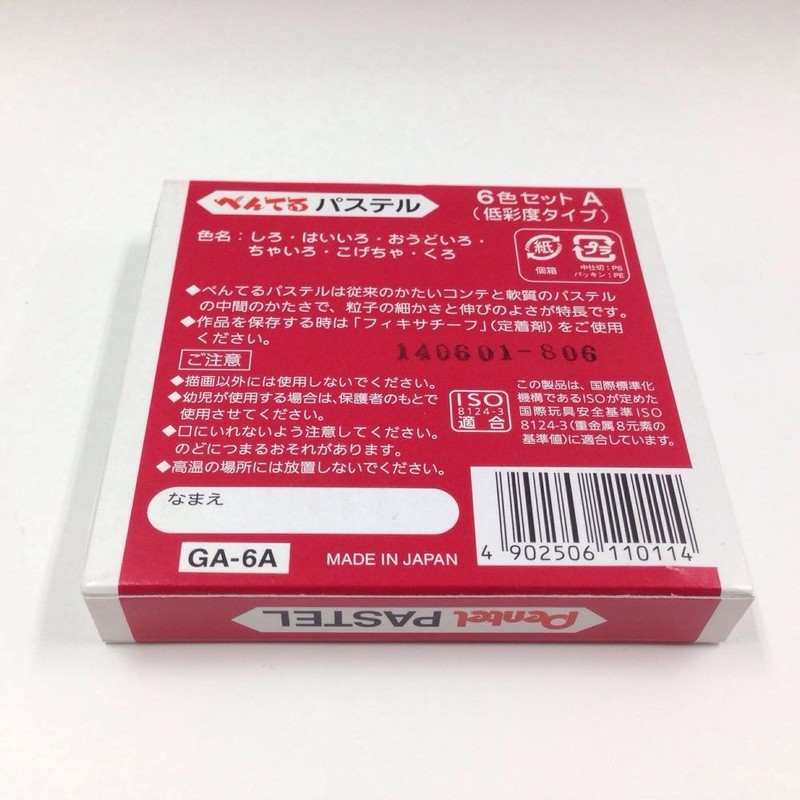 ぺんてる パステル
6色セット A
(低彩度タイプ)
色名:しろ・はいいろ・おうどいろ・
ちゃいろ・こげちゃ・くろ
紙
個箱
プラ
中仕切:PS
パッキン:PE
◆ぺんてるパステルは従来のかたいコンテと軟質のパステル
の中間のかたさで、粒子の細かさと伸びのよさが特長です。
◆作品を保存する時は「フィキサチーフ」(定着剤)をご使用
ください。
140601-806
ご注意
◆描画以外には使用しないでください。
◆幼児が使用する場合は、保護者のもとで
使用させてください。
◆口にいれないよう注意してください。
のどにつまるおそれがあります。
◆高温の場所には放置しないでください。
ISO
8124-3
適合
この製品は、国際標準化
機構であるISOが定めた
国際玩具安全基準 ISO
8124-3(重金属8元素の
基準値)に適合しています。
なまえ
GA-6A
MADE IN JAPAN
4 902506 110114
Pentel PASTEL